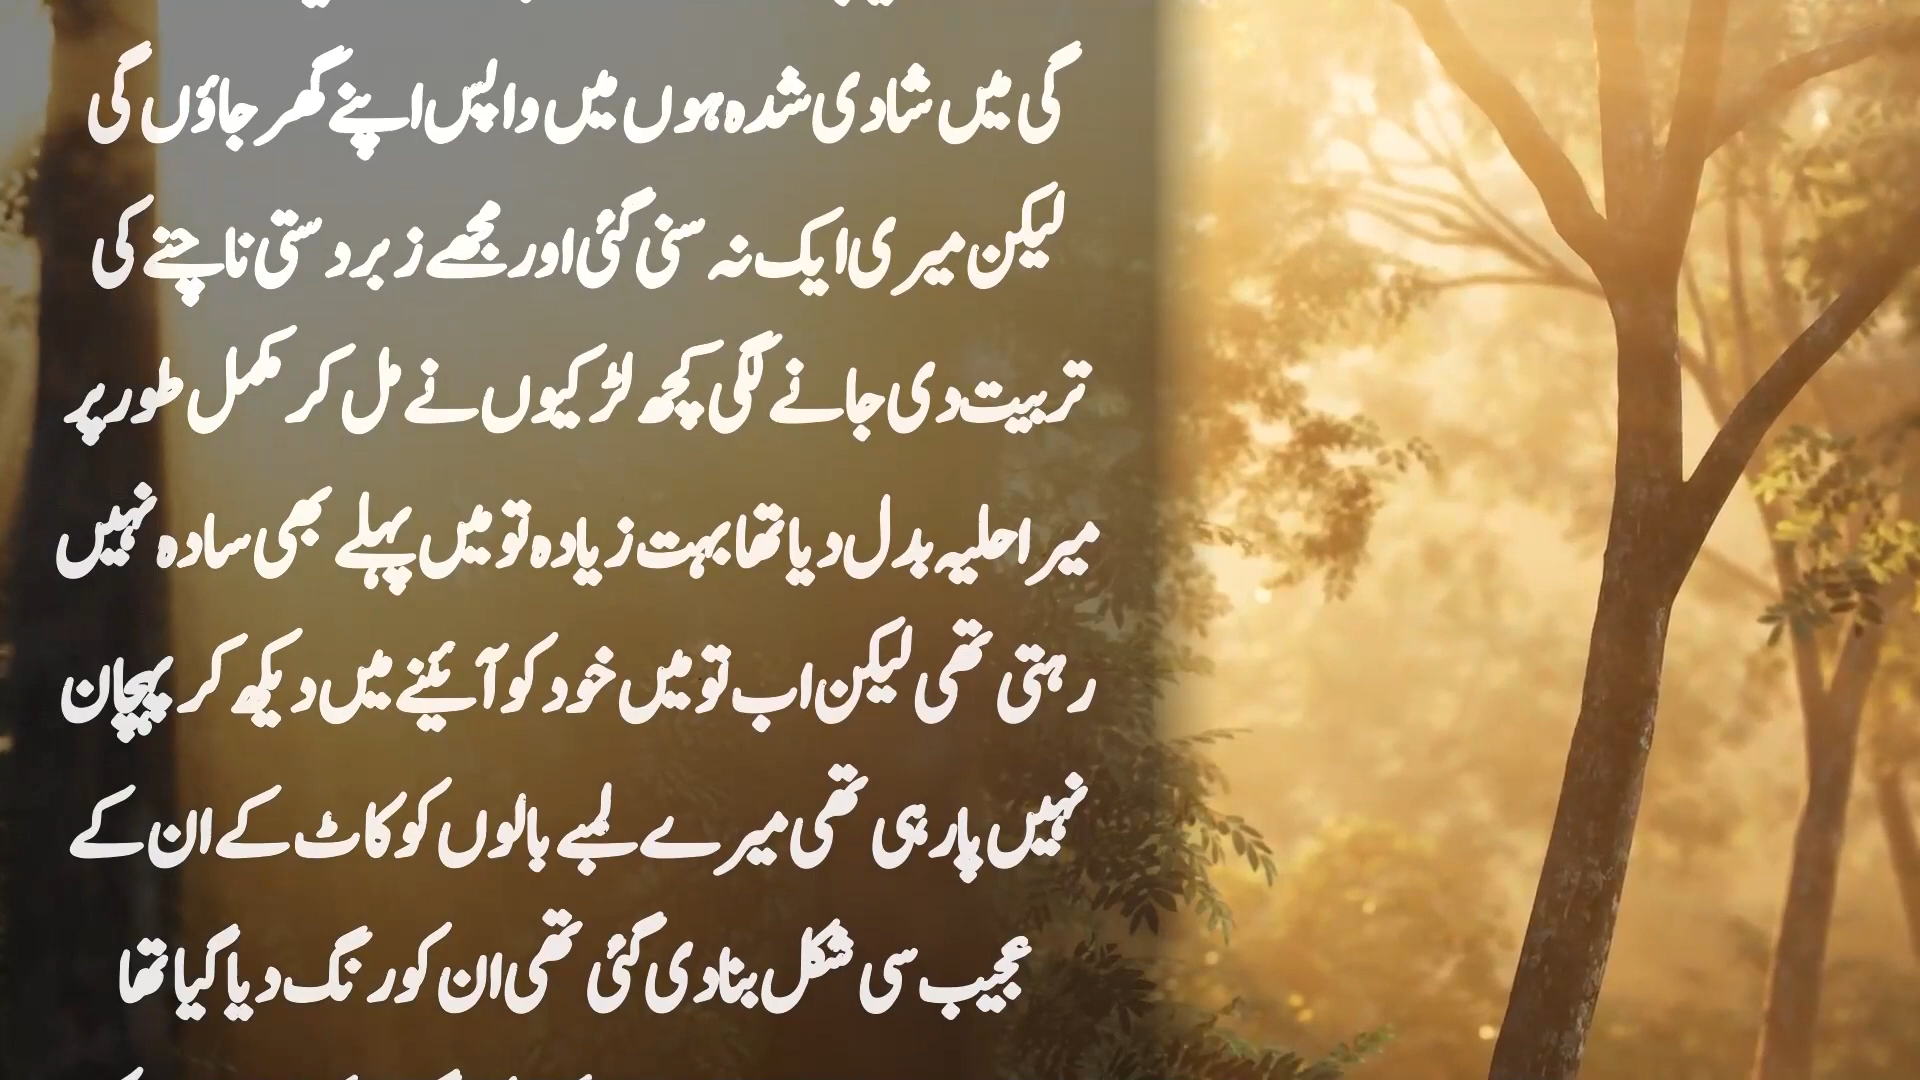 گی میں شادی شدہ ہوں میں واپس اپنے گھر جاؤں گی
لیکن میری ایک نہ سنی گئی اور مجھے زبردستی ناچنے کی
تربیت دی جانے لگی کچھ لڑکیوں نے مل کر مکمل طور پر
میرا حلیہ بدل دیا تھا بہت زیادہ تو میں پہلے بھی سادہ نہیں
رہتی تھی لیکن اب تو میں خود کو آئینے میں دیکھ کر پہچان
نہیں پا رہی تھی میرے لمبے بالوں کو کاٹ کے ان کے
عجیب سی شکل بنا دی گئی تھی ان کو رنگ دیا گیا تھا